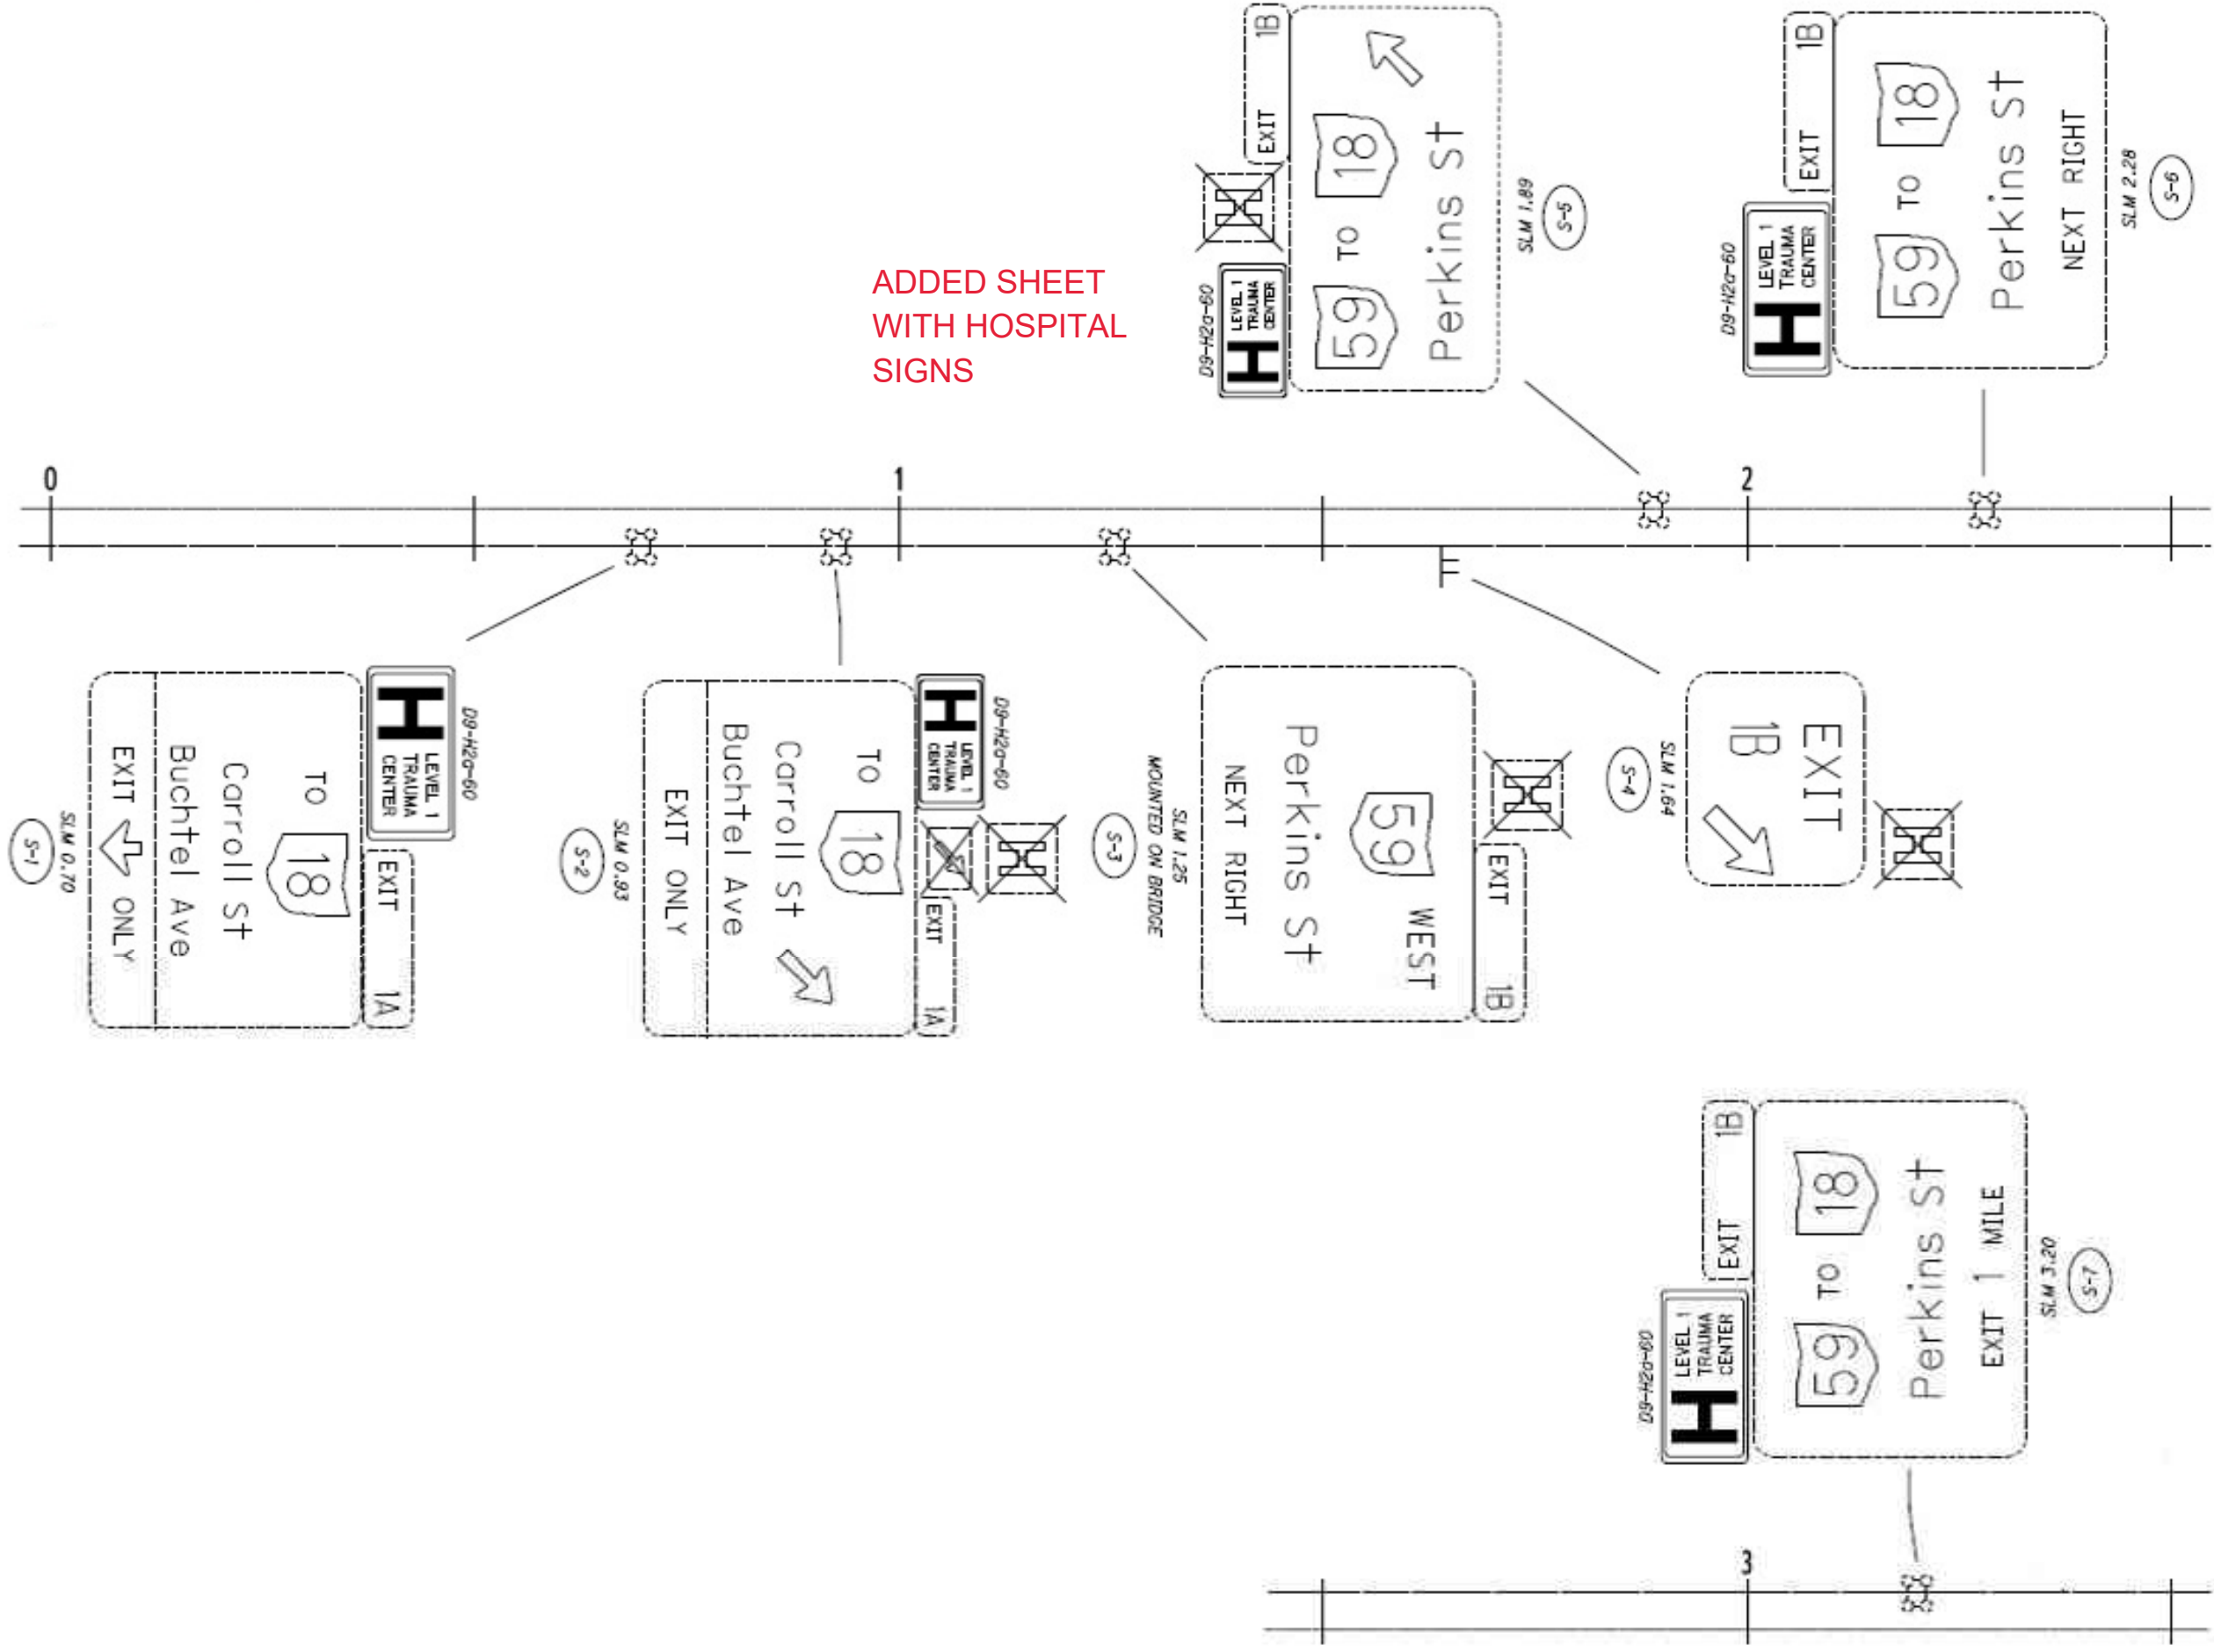 ADDED SHEET
WITH HOSPITAL
SIGNS
EXIT 1B
H
LEVEL 1
TRAUMA
CENTER
D9-H2a-60
59 TO 18
Perkins St
SLM 1.89
S-5
EXIT 1B
H
LEVEL 1
TRAUMA
CENTER
D9-H2a-60
59 TO 18
Perkins St
NEXT RIGHT
SLM 2.28
S-6
0
1
2
D9-H2a-60
H
LEVEL 1
TRAUMA
CENTER
EXIT 1A
TO 18
Carroll St
Buchtel Ave
EXIT ONLY
SLM 0.70
S-1
D9-H2a-60
H
LEVEL 1
TRAUMA
CENTER
H
EXIT 1A
TO 18
Carroll St
Buchtel Ave
EXIT ONLY
SLM 0.93
S-2
H
EXIT 1B
59 WEST
Perkins St
NEXT RIGHT
SLM 1.25
MOUNTED ON BRIDGE
S-3
H
EXIT
1B
SLM 1.64
S-4
H
EXIT 1B
H
LEVEL 1
TRAUMA
CENTER
D9-H2a-60
59 TO 18
Perkins St
EXIT 1 MILE
SLM 3.20
S-7
3